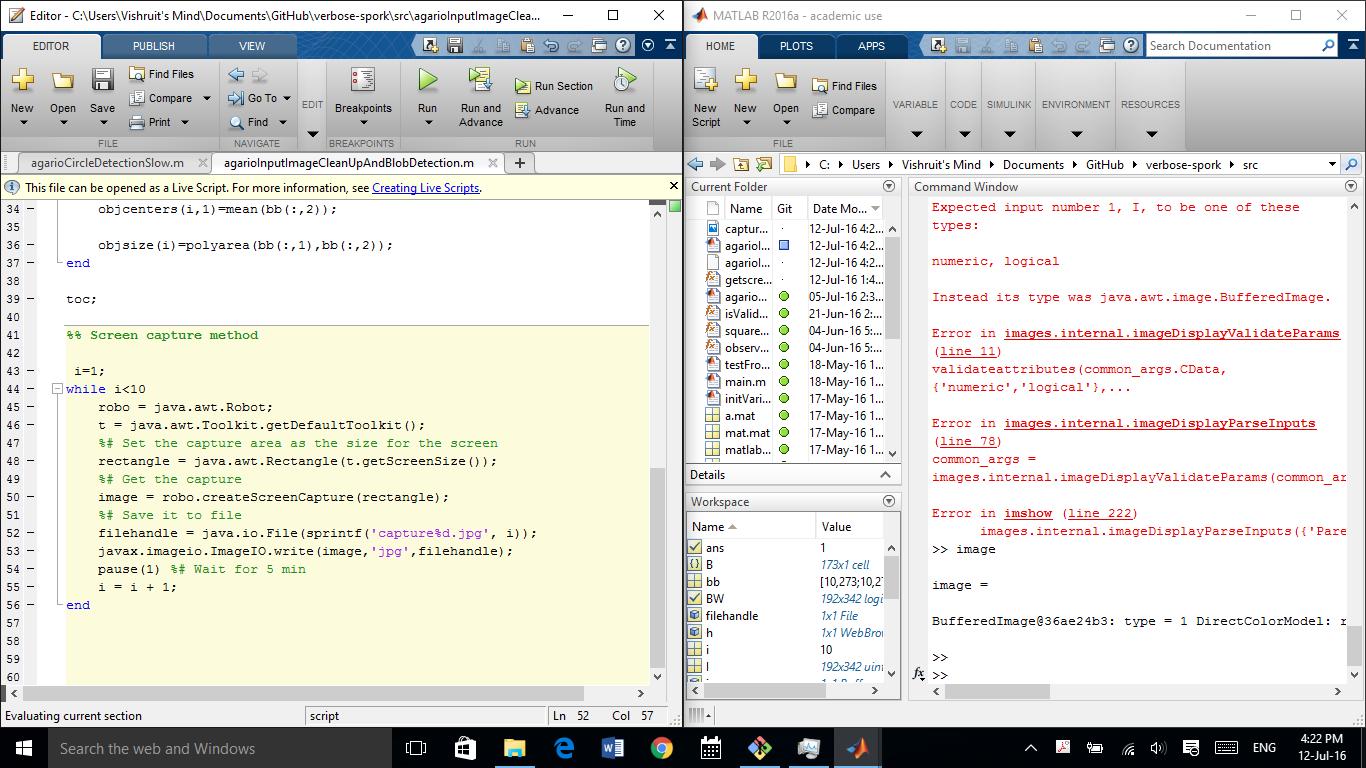 Editor - C:\Users\Vishruit's Mind\Documents\GitHub\verbose-spork\src\agarioInputImageClea...
EDITOR PUBLISH VIEW
New Open Save
Find Files
Compare
Print
Go To
Find
EDIT
Breakpoints
Run Run and Advance
Run Section
Advance
Run and Time
FILE NAVIGATE BREAKPOINTS RUN
agarioCircleDetectionSlow.m agarioInputImageCleanUpAndBlobDetection.m
This file can be opened as a Live Script. For more information, see Creating Live Scripts.
34 objcenters(i,1)=mean(bb(:,2));
35
36 objsize(i)=polyarea(bb(:,1),bb(:,2));
37 end
38
39 toc;
40
41 %% Screen capture method
42
43 i=1;
44 while i<10
45 robo = java.awt.Robot;
46 t = java.awt.Toolkit.getDefaultToolkit();
47 %# Set the capture area as the size for the screen
48 rectangle = java.awt.Rectangle(t.getScreenSize());
49 %# Get the capture
50 image = robo.createScreenCapture(rectangle);
51 %# Save it to file
52 filehandle = java.io.File(sprintf('capture%d.jpg', i));
53 javax.imageio.ImageIO.write(image,'jpg',filehandle);
54 pause(1) %# Wait for 5 min
55 i = i + 1;
56 end
57
58
59
60
Evaluating current section script Ln 52 Col 57
MATLAB R2016a - academic use
HOME PLOTS APPS
Search Documentation
New Script New Open
Find Files
Compare
VARIABLE CODE SIMULINK ENVIRONMENT RESOURCES
FILE
C: Users Vishruit's Mind Documents GitHub verbose-spork src
Current Folder
Name Git Date Mo...
captur... 12-Jul-16 4:2...
agariol... 12-Jul-16 4:2...
agariol... 12-Jul-16 4:2...
getscre... 12-Jul-16 1:4...
agario... 05-Jul-16 2:3...
isValid... 21-Jun-16 2:...
square... 04-Jun-16 5:...
observ... 04-Jun-16 5:...
testFro... 18-May-16 1...
main.m 18-May-16 1...
initVari... 18-May-16 1...
a.mat 17-May-16 1...
mat.mat 17-May-16 1...
matlab... 17-May-16 1...
Details
Workspace
Name Value
ans 1
B 173x1 cell
bb [10,273;10,27
BW 192x342 logi
filehandle 1x1 File
h 1x1 WebBro
i 10
I 192x342 uint
Command Window
Expected input number 1, I, to be one of these
types:
numeric, logical
Instead its type was java.awt.image.BufferedImage.
Error in images.internal.imageDisplayValidateParams
(line 11)
validateattributes(common_args.CData,
{'numeric','logical'},...
Error in images.internal.imageDisplayParseInputs
(line 78)
common_args =
images.internal.imageDisplayValidateParams(common_ar
Error in imshow (line 222)
images.internal.imageDisplayParseInputs({'Pare
>> image
image =
BufferedImage@36ae24b3: type = 1 DirectColorModel: r
>>
fx >>
Search the web and Windows
ENG
4:22 PM
12-Jul-16